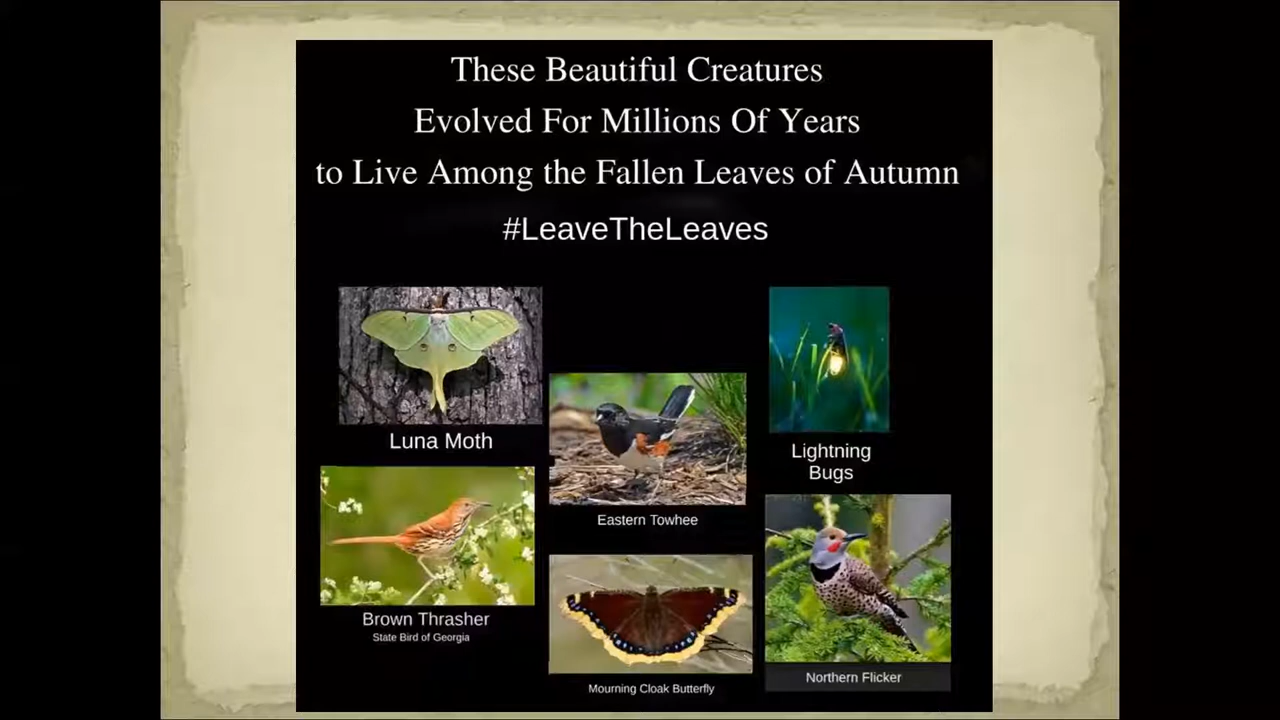 These Beautiful Creatures
Evolved For Millions Of Years
to Live Among the Fallen Leaves of Autumn
#LeaveTheLeaves
Luna Moth
Lightning
Bugs
Eastern Towhee
Brown Thrasher
State Bird of Georgia
Mourning Cloak Butterfly
Northern Flicker